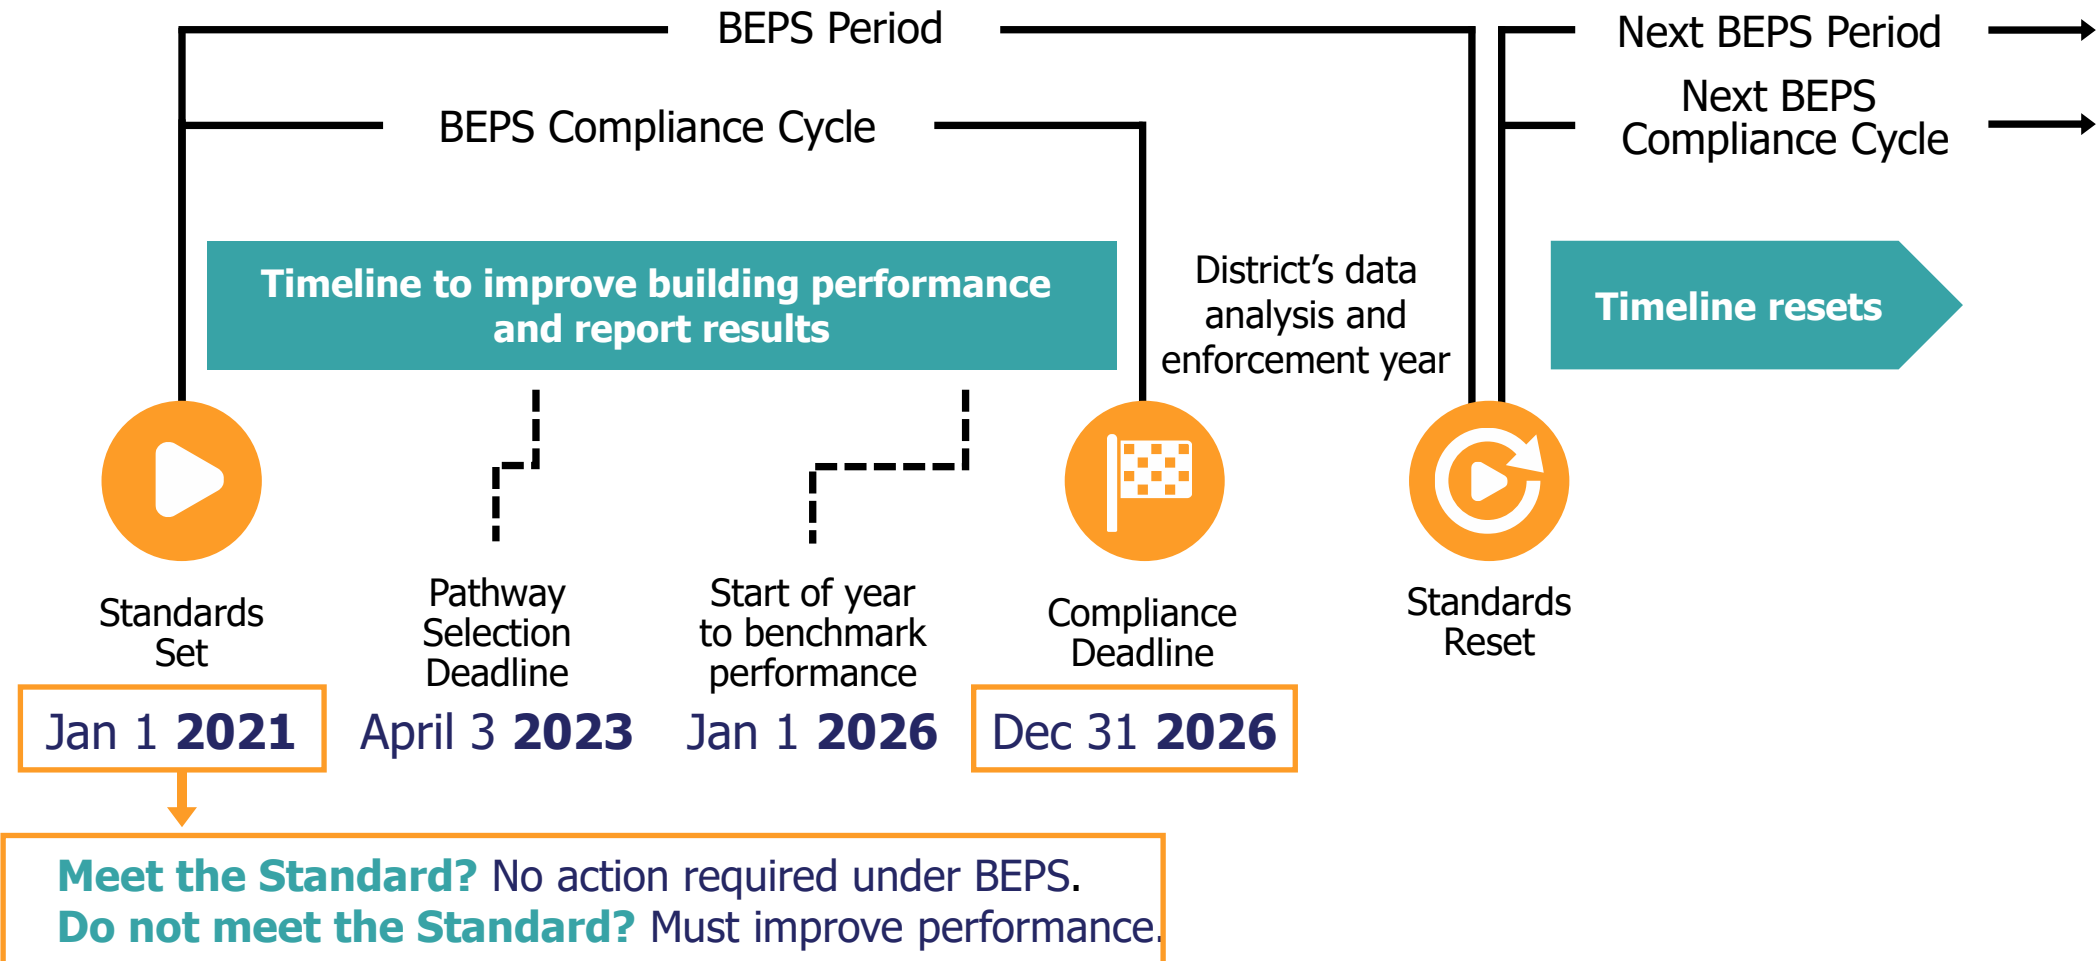 BEPS Period
Next BEPS Period
BEPS Compliance Cycle
Next BEPS
Compliance Cycle
Timeline to improve building performance
and report results
District’s data
analysis and
enforcement year
Timeline resets
Standards
Set
Jan 1 2021
Pathway
Selection
Deadline
April 3 2023
Start of year
to benchmark
performance
Jan 1 2026
Compliance
Deadline
Dec 31 2026
Standards
Reset
Meet the Standard? No action required under BEPS.
Do not meet the Standard? Must improve performance.